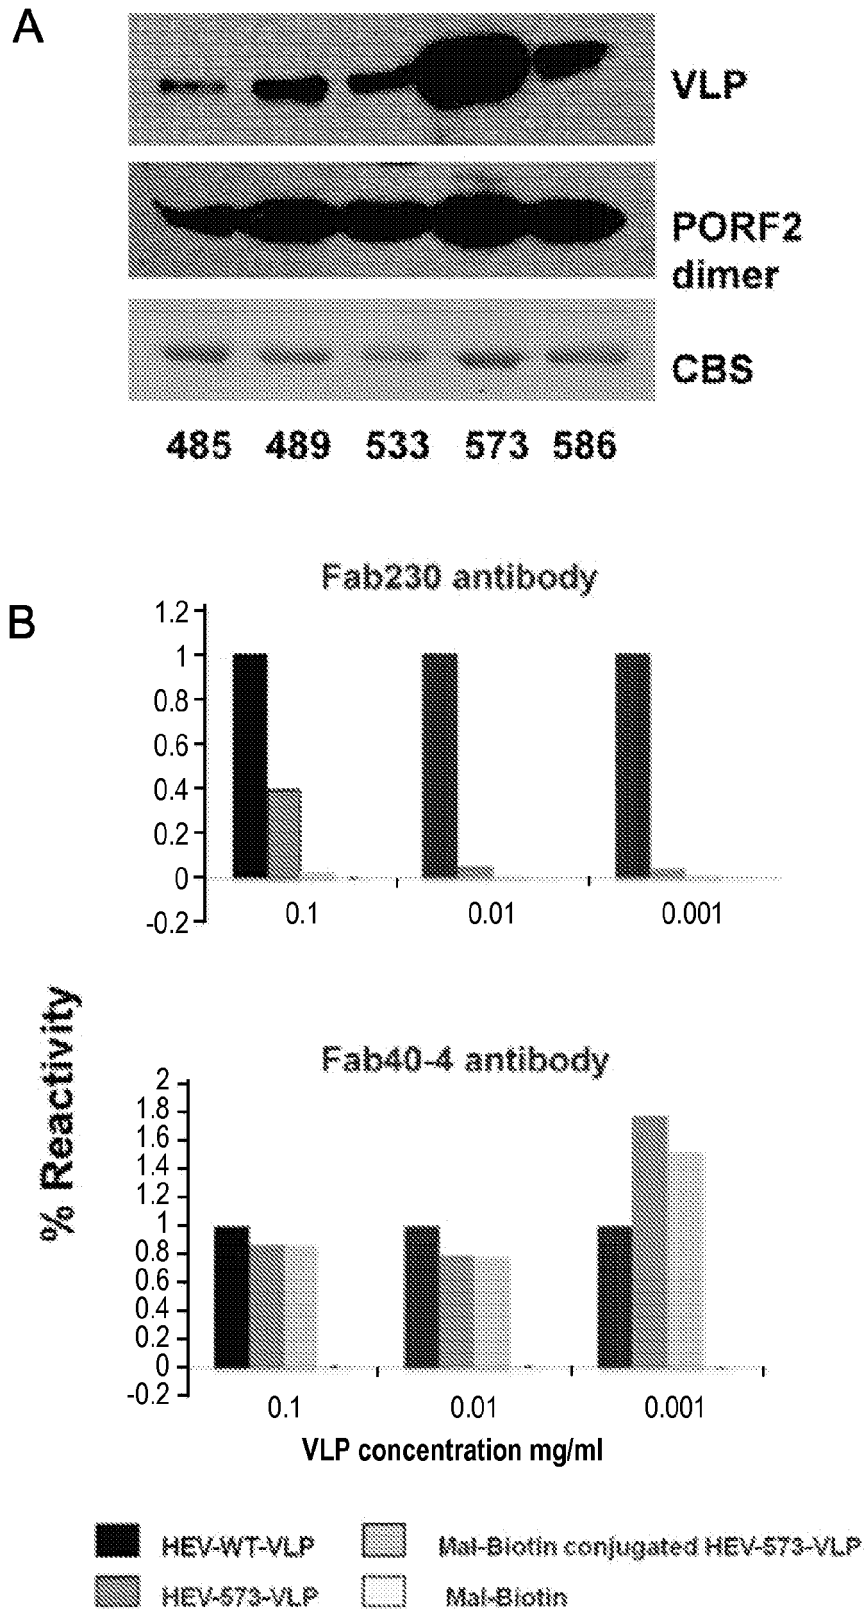 A
VLP
PORF2
dimer
CBS
485 489 533 573 586
B
Fab230 antibody
1.2
1
0.8
0.6
0.4
0.2
0
-0.2
0.1 0.01 0.001
% Reactivity
Fab40-4 antibody
2
1.8
1.6
1.4
1.2
1
0.8
0.6
0.4
0.2
0
-0.2
0.1 0.01 0.001
VLP concentration mg/ml
HEV-WT-VLP
Mal-Biotin conjugated HEV-573-VLP
HEV-573-VLP
Mal-Biotin